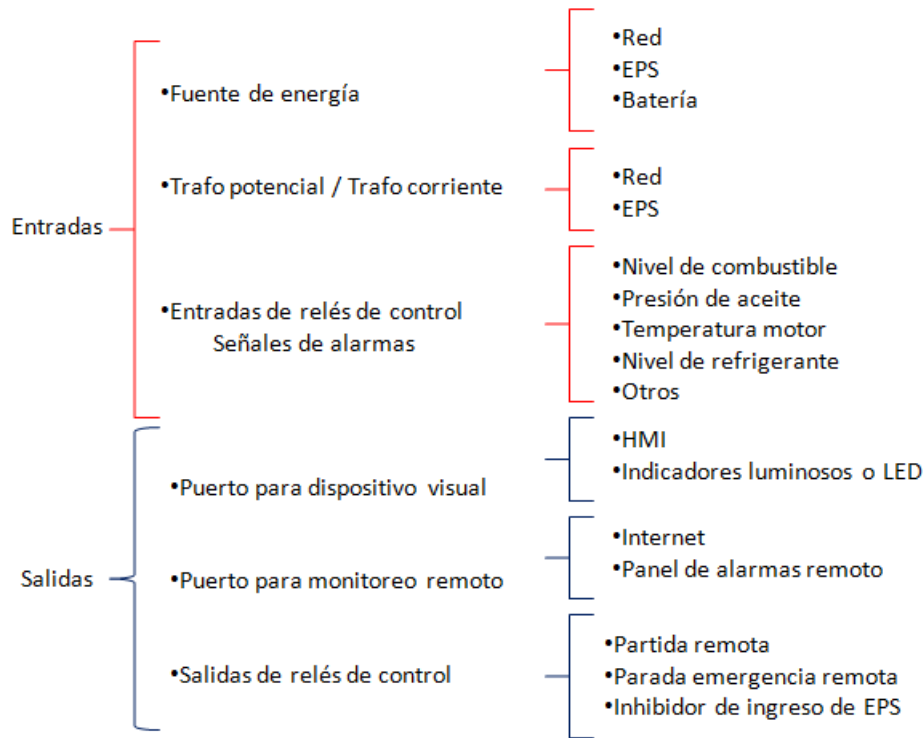 Entradas
•Fuente de energía
•Red
•EPS
•Batería
•Trafo potencial / Trafo corriente
•Red
•EPS
•Entradas de relés de control
Señales de alarmas
•Nivel de combustible
•Presión de aceite
•Temperatura motor
•Nivel de refrigerante
•Otros
Salidas
•Puerto para dispositivo visual
•HMI
•Indicadores luminosos o LED
•Puerto para monitoreo remoto
•Internet
•Panel de alarmas remoto
•Salidas de relés de control
•Partida remota
•Parada emergencia remota
•Inhibidor de ingreso de EPS